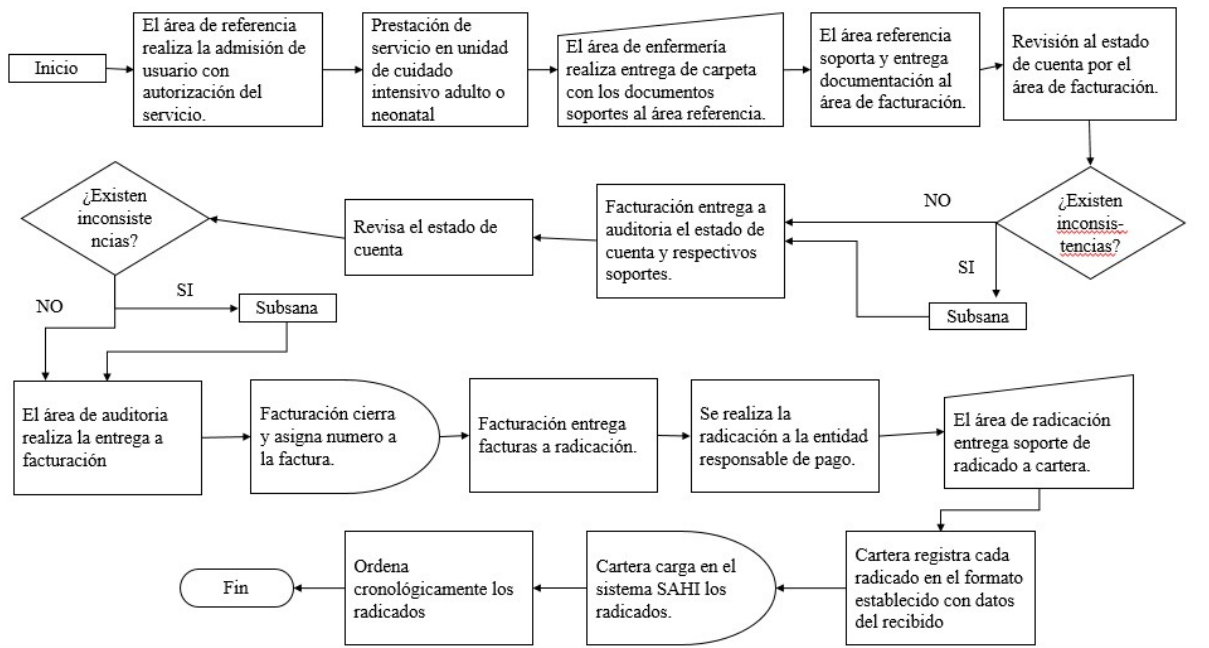 Inicio
El área de referencia
realiza la admisión de
usuario con
autorización del
servicio.
Prestación de
servicio en unidad
de cuidado
intensivo adulto o
neonatal
El área de enfermería
realiza entrega de carpeta
con los documentos
soportes al área referencia.
El área referencia
soporta y entrega
documentación al
área de facturación.
Revisión al estado
de cuenta por el
área de facturación.
¿Existen
inconsis-
tencias?
NO
SI
Subsana
Facturación entrega a
auditoria el estado de
cuenta y respectivos
soportes.
Revisa el estado de
cuenta
¿Existen
inconsiste
ncias?
NO
SI
Subsana
El área de auditoria
realiza la entrega a
facturación
Facturación cierra
y asigna numero a
la factura.
Facturación entrega
facturas a radicación.
Se realiza la
radicación a la entidad
responsable de pago.
El área de radicación
entrega soporte de
radicado a cartera.
Cartera registra cada
radicado en el formato
establecido con datos
del recibido
Cartera carga en el
sistema SAHI los
radicados.
Ordena
cronológicamente los
radicados
Fin